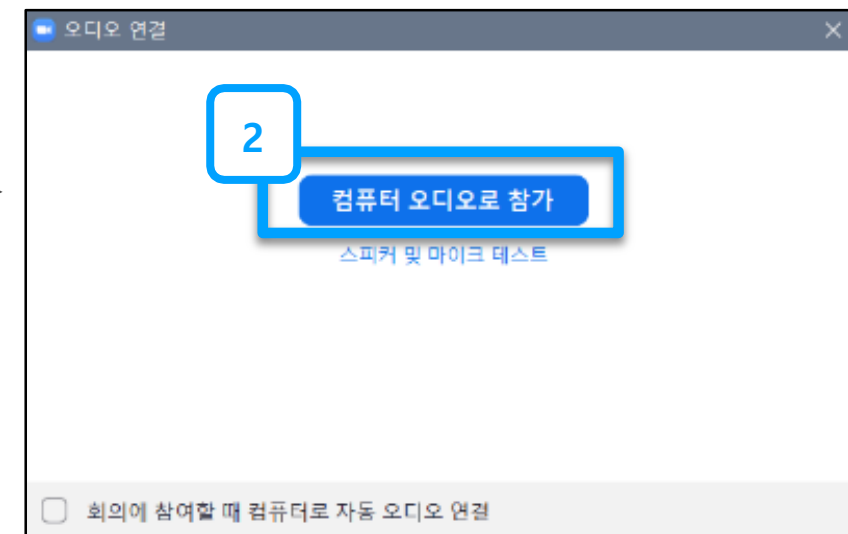 오디오 연결
2
컴퓨터 오디오로 참가
스피커 및 마이크 테스트
회의에 참여할 때 컴퓨터로 자동 오디오 연결